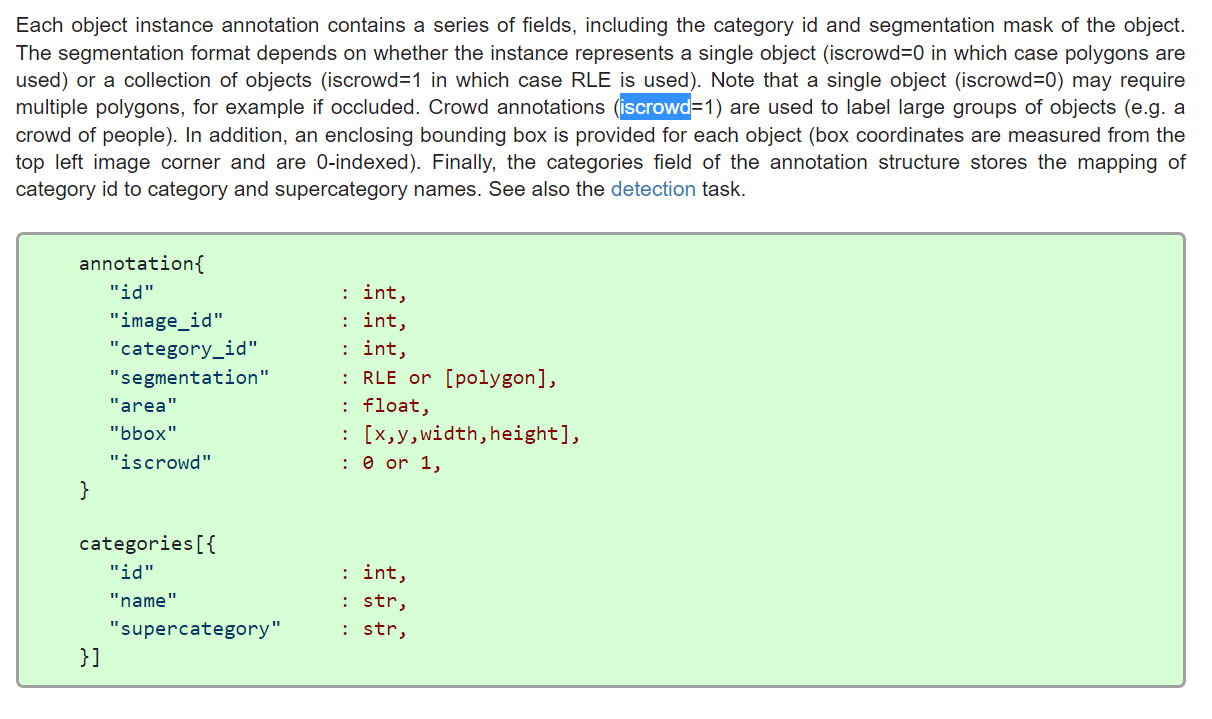 Each object instance annotation contains a series of fields, including the category id and segmentation mask of the object.
The segmentation format depends on whether the instance represents a single object (iscrowd=0 in which case polygons are
used) or a collection of objects (iscrowd=1 in which case RLE is used). Note that a single object (iscrowd=0) may require
multiple polygons, for example if occluded. Crowd annotations (iscrowd=1) are used to label large groups of objects (e.g. a
crowd of people). In addition, an enclosing bounding box is provided for each object (box coordinates are measured from the
top left image corner and are 0-indexed). Finally, the categories field of the annotation structure stores the mapping of
category id to category and supercategory names. See also the detection task.
annotation{
"id" : int,
"image_id" : int,
"category_id" : int,
"segmentation" : RLE or [polygon],
"area" : float,
"bbox" : [x,y,width,height],
"iscrowd" : 0 or 1,
}
categories[{
"id" : int,
"name" : str,
"supercategory" : str,
}]